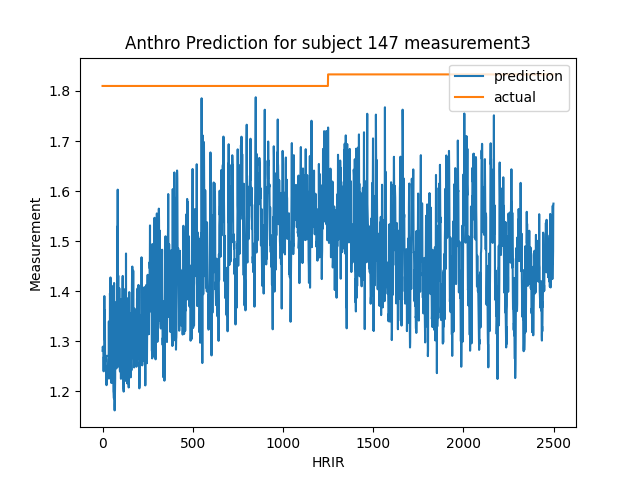 Anthro Prediction for subject 147 measurement3
prediction
actual
1.8
1.7
1.6
1.5
1.4
1.3
1.2
Measurement
0
500
1000
1500
2000
2500
HRIR